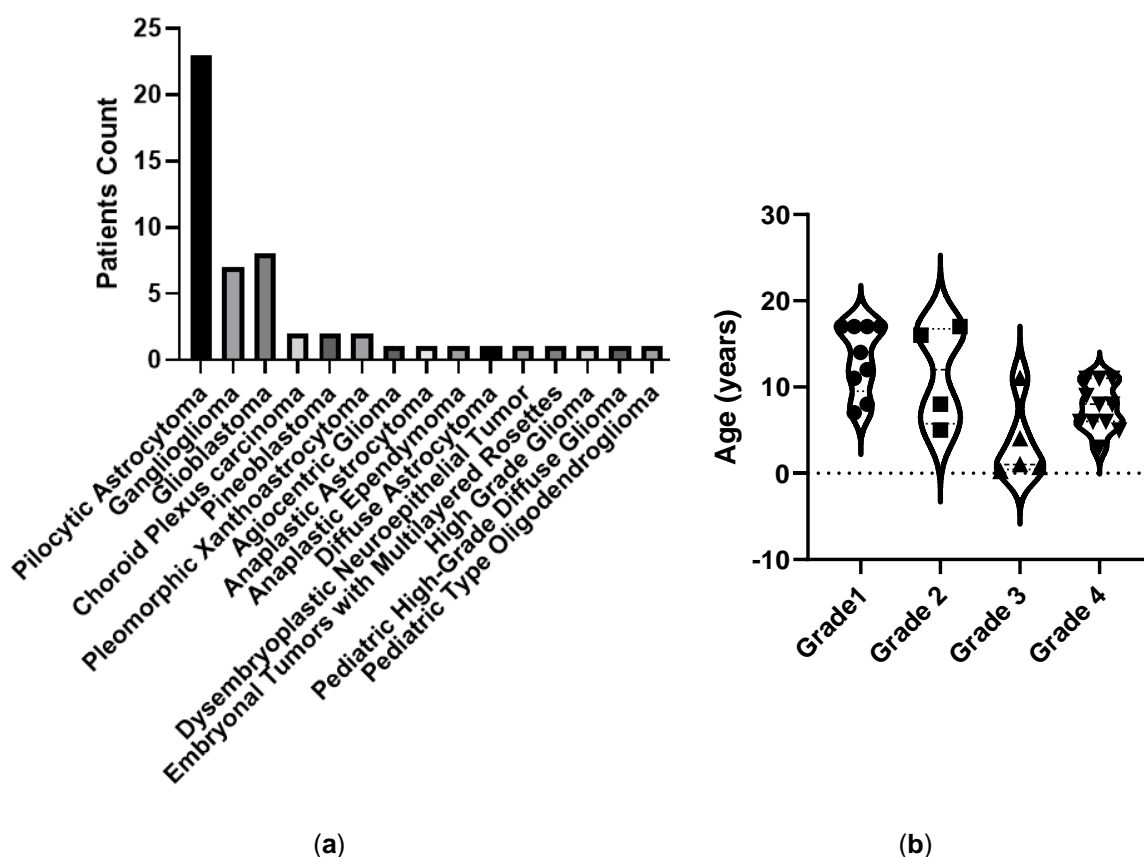 25
20
15
10
5
0
Patients Count
Pilocytic Astrocytoma
Ganglioglioma
Glioblastoma
Choroid Plexus carcinoma
Pineoblastoma
Pleomorphic Xanthoastrocytoma
Agiocentric Glioma
Anaplastic Astrocytoma
Anaplastic Ependymoma
Diffuse Astrocytoma
Dysembryoplastic Neuroepithelial Tumor
Embryonal Tumors with Multilayered Rosettes
High Grade Glioma
Pediatric High-Grade Diffuse Glioma
Pediatric Type Oligodendroglioma
(a)
30
20
10
0
-10
Age (years)
Grade1
Grade 2
Grade 3
Grade 4
(b)